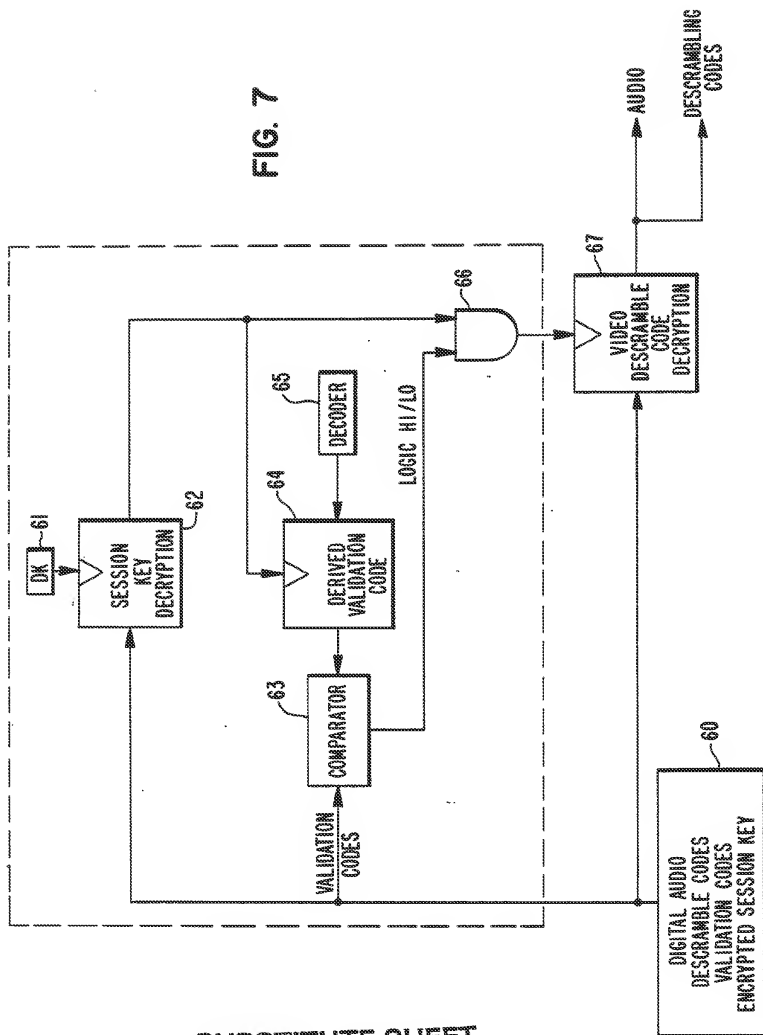 FIG. 7
61
DK
SESSION
KEY
DECRYPTION
62
65
DECODER
64
DERIVED
VALIDATION
CODE
63
COMPARATOR
VALIDATION
CODES
LOGIC HI/LO
66
67
VIDEO
DESCRAMBLE
CODE
DECRYPTION
AUDIO
DESCRAMBLING
CODES
60
DIGITAL AUDIO
DESCRAMBLE CODES
VALIDATION CODES
ENCRYPTED SESSION KEY
SUBSTITUTE SHEET